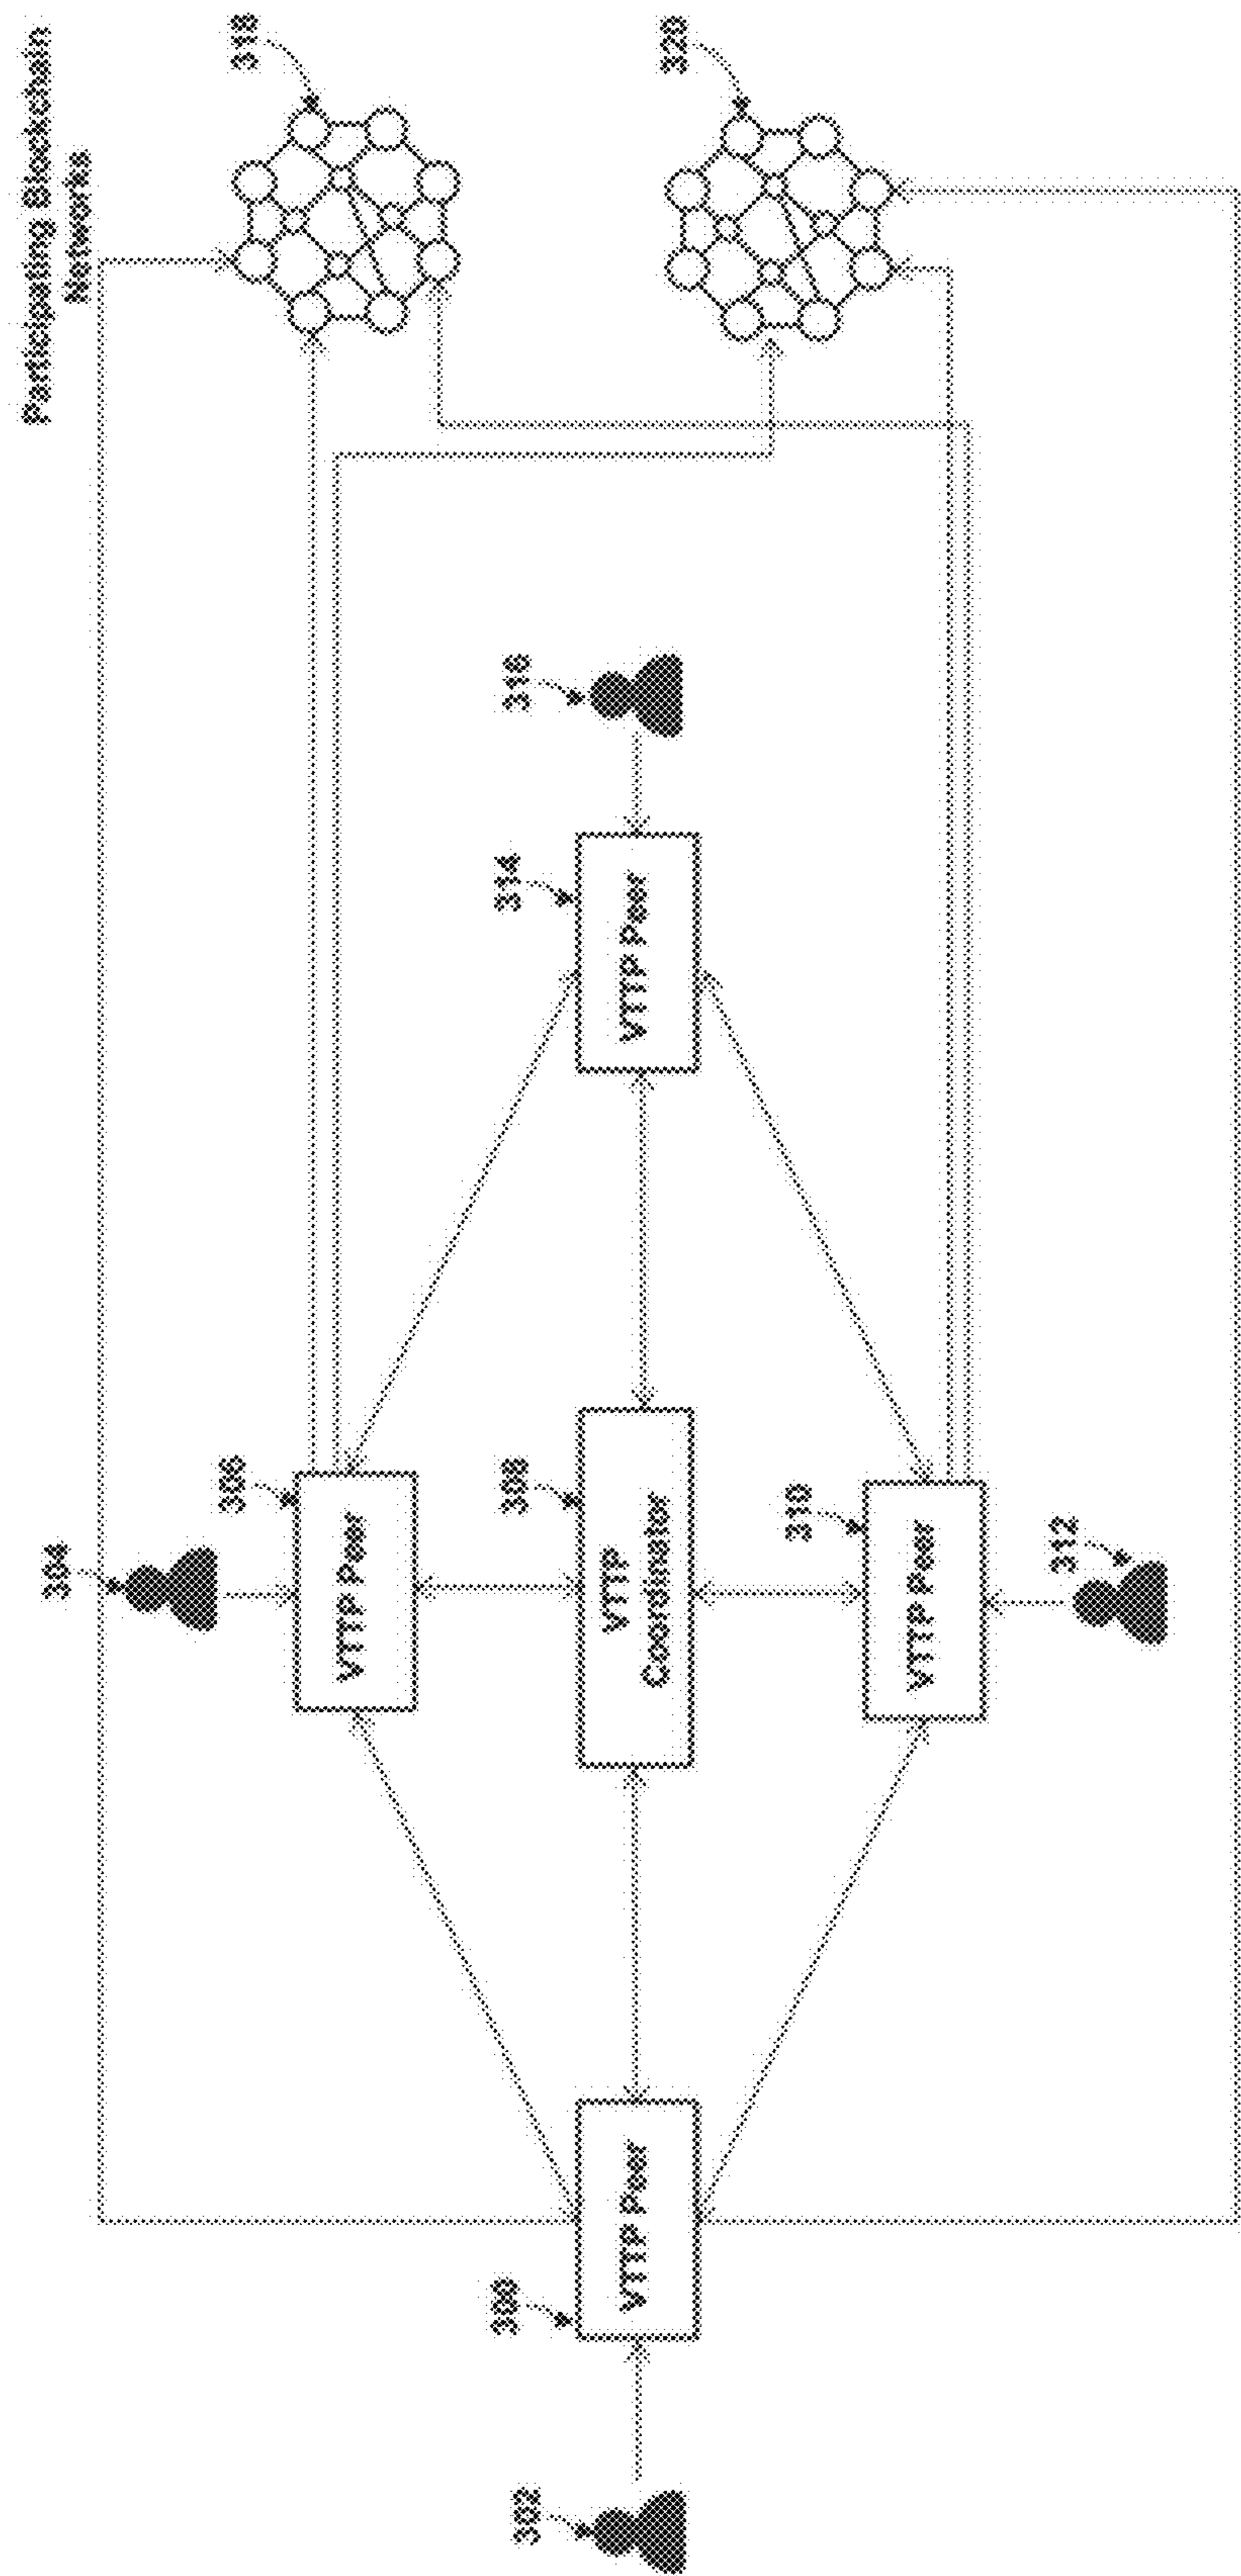 Participating Blockchain
Networks
304
306
318
VTTP Peer
302
300
308
314
316
VTTP Peer
VTTP
Coordinator
VTTP Peer
320
310
VTTP Peer
312